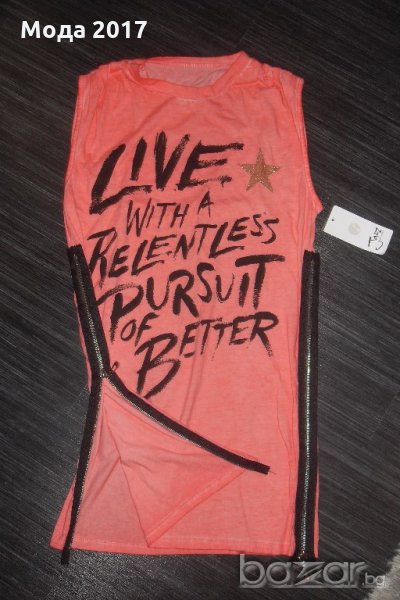 Мода 2017
LIVE
WITH A
RELENTLESS
PURSUIT
OF BETTER
bazar.bg